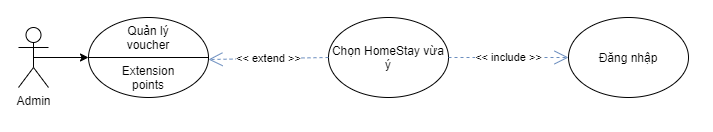 Quản lý
voucher
Extension
points
Admin
<< extend >>
Chọn HomeStay vừa
ý
<< include >>
Đăng nhập